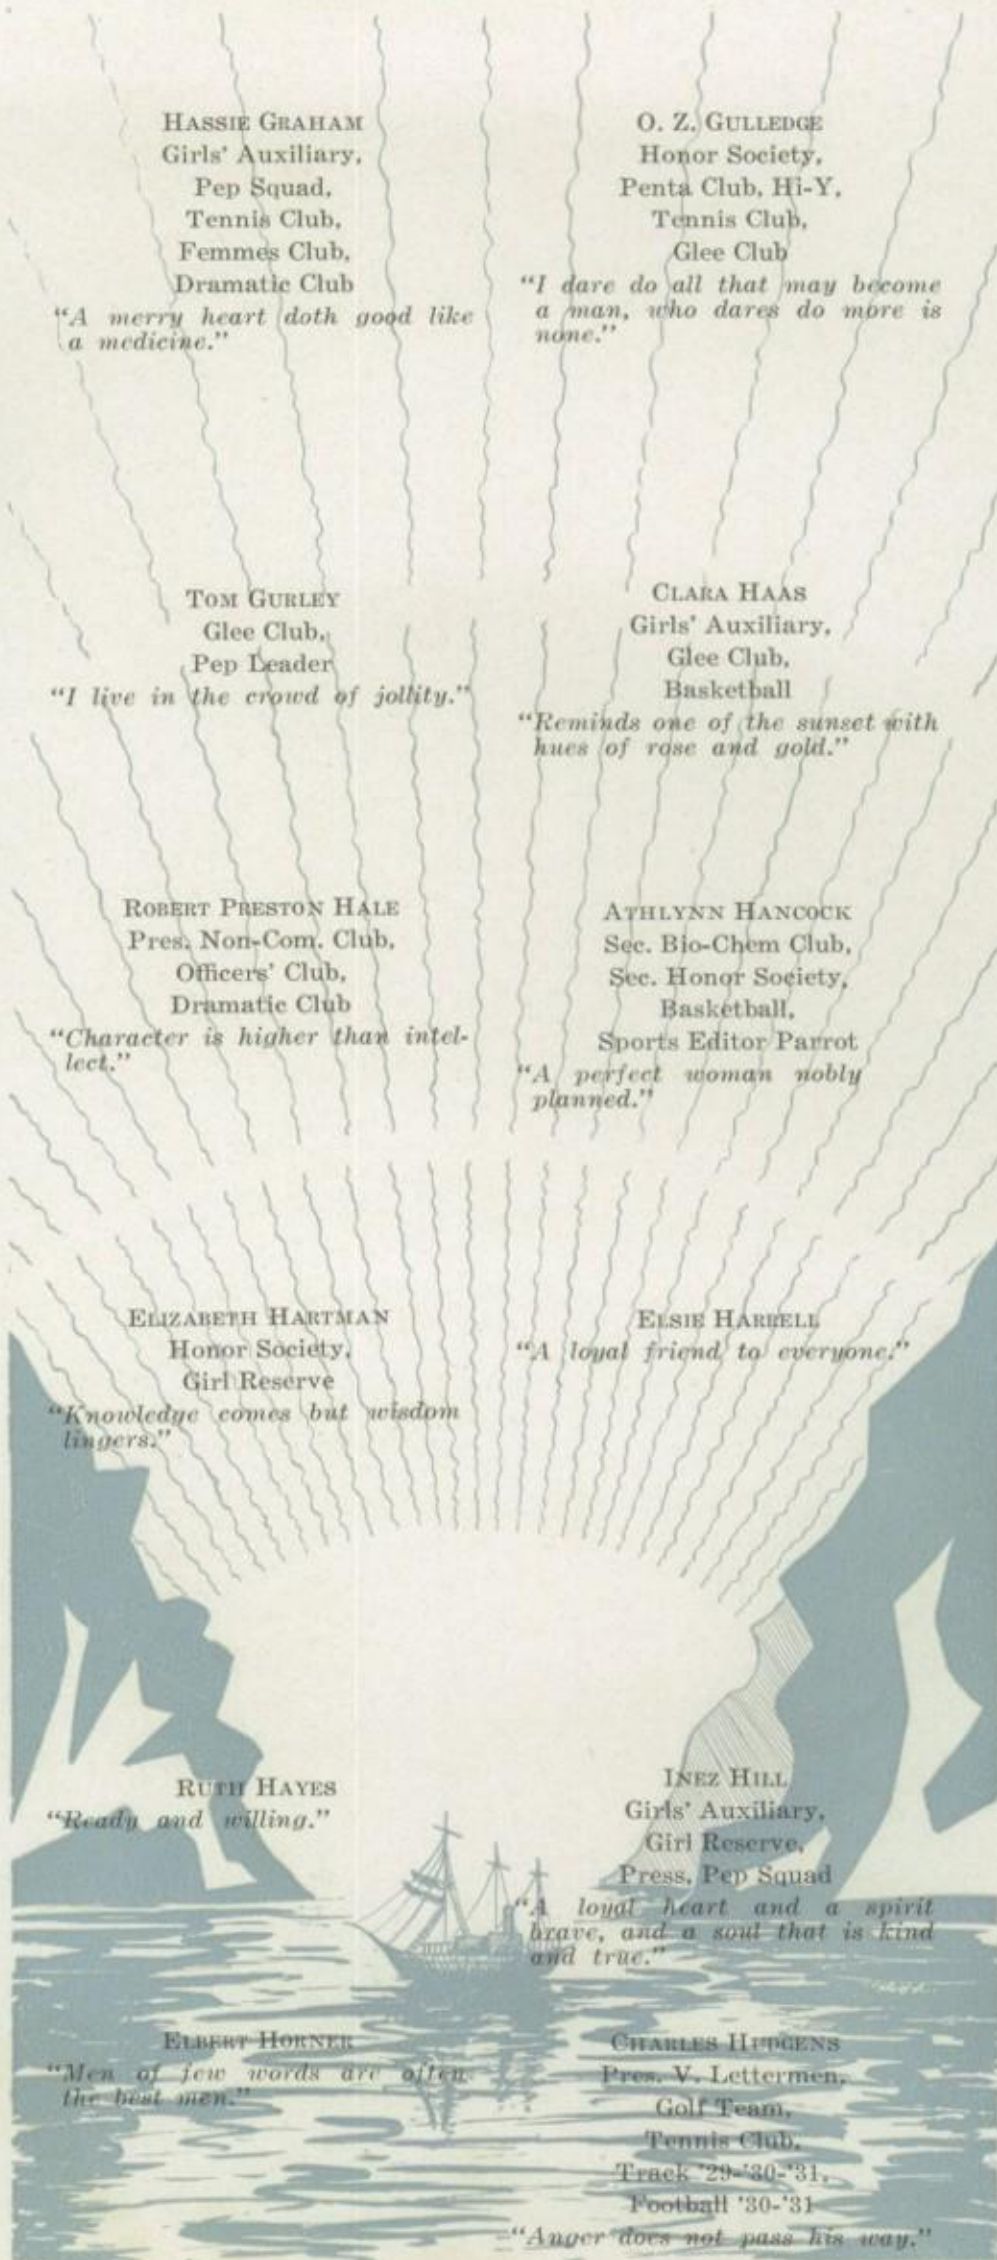 HASSIE GRAHAM
Girls' Auxiliary,
Pep Squad,
Tennis Club,
Femmes Club,
Dramatic Club
"A merry heart doth good like
a medicine."
O. Z. GULLEDGE
Honor Society,
Penta Club, Hi-Y,
Tennis Club,
Glee Club
"I dare do all that may become
a man, who dares do more is
none."
TOM GURLEY
Glee Club,
Pep Leader
"I live in the crowd of jollity."
CLARA HAAS
Girls' Auxiliary,
Glee Club,
Basketball
"Reminds one of the sunset with
hues of rose and gold."
ROBERT PRESTON HALE
Pres. Non-Com. Club,
Officers' Club,
Dramatic Club
"Character is higher than intel-
lect."
ATHLYNN HANCOCK
Sec. Bio-Chem Club,
Sec. Honor Society,
Basketball,
Sports Editor Parrot
"A perfect woman nobly
planned."
ELIZABETH HARTMAN
Honor Society,
Girl Reserve
"Knowledge comes but wisdom
lingers."
ELSIE HARRELL
"A loyal friend to everyone."
RUTH HAYES
"Ready and willing."
INEZ HILL
Girls' Auxiliary,
Girl Reserve,
Press, Pep Squad
"A loyal heart and a spirit
brave, and a soul that is kind
and true."
ELBERT HORNER
"Men of few words are often
the best men."
CHARLES HUDGENS
Pres. V. Lettermen,
Golf Team,
Tennis Club,
Track '29-'30-'31,
Football '30-'31
"Anger does not pass his way."